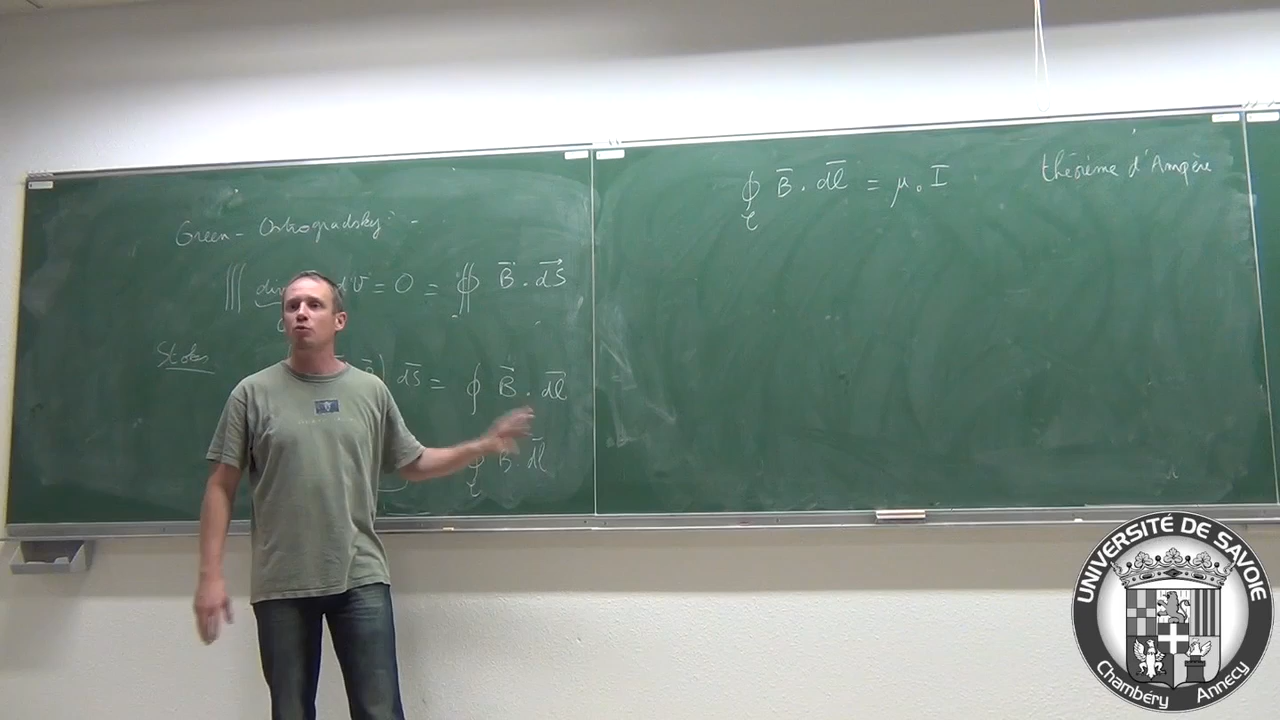 Green - Ostrogradsky
∭ div dV = 0 = ∯ B⃗ . dS⃗
Stokes
) dS⃗ = ∮ B⃗ . dl⃗
∮ B⃗ . dl⃗
C
∮ B⃗ . dl⃗ = μ₀ I
C
théorème d'Ampère
UNIVERSITÉ DE SAVOIE
Chambéry Annecy